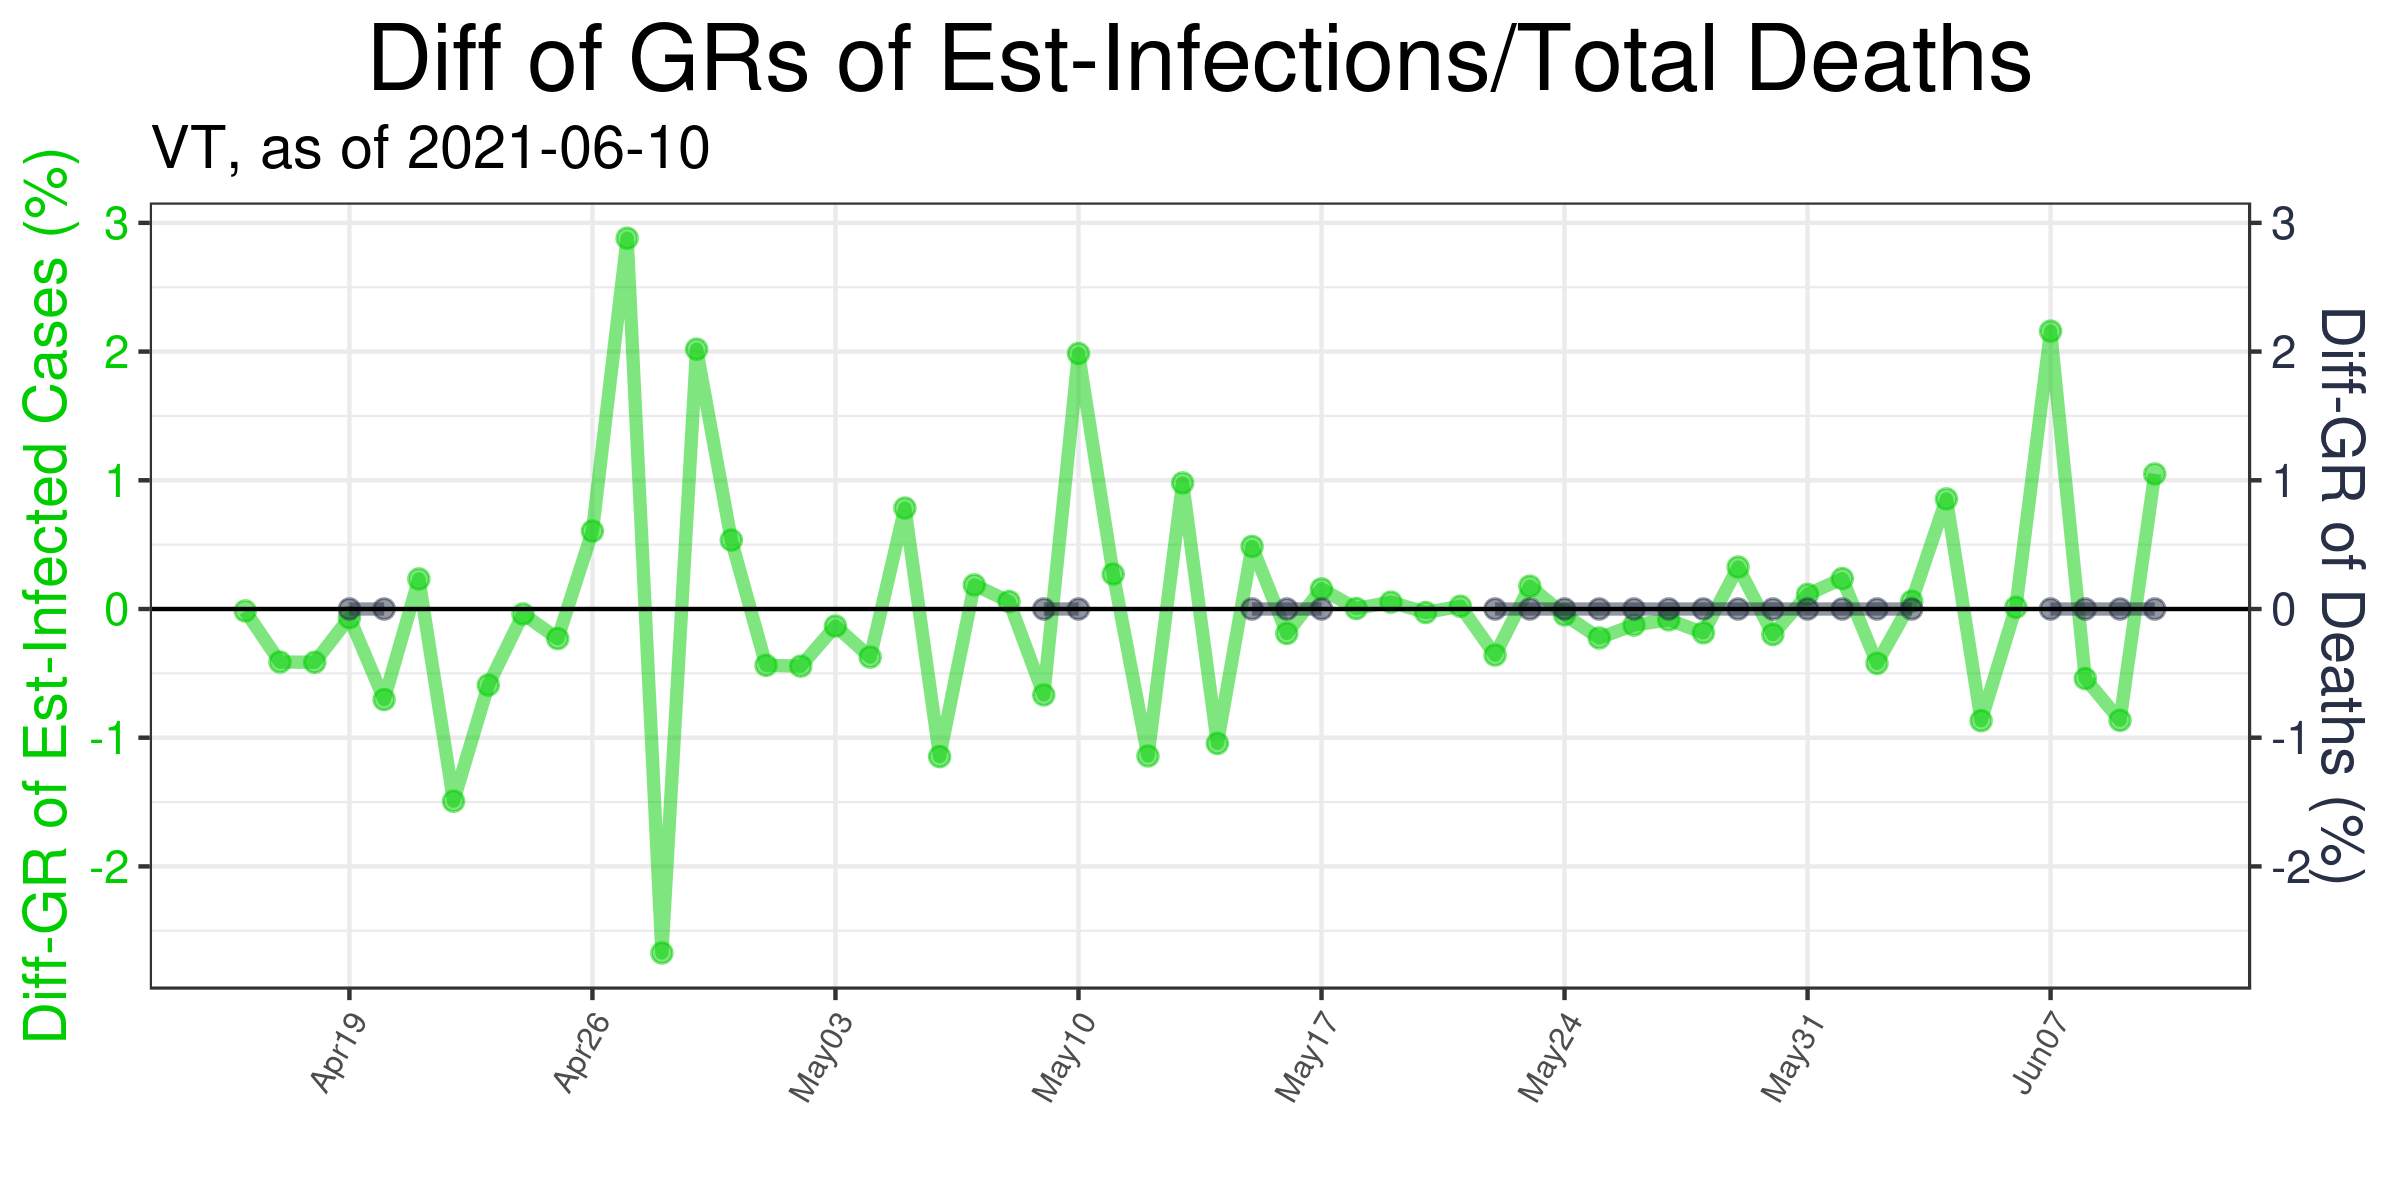 Diff of GRs of Est-Infections/Total Deaths
VT, as of 2021-06-10
Diff-GR of Est-Infected Cases (%)
3
2
1
0
-1
-2
3
2
1
0
-1
-2
Diff-GR of Deaths (%)
Apr19
Apr26
May03
May10
May17
May24
May31
Jun07